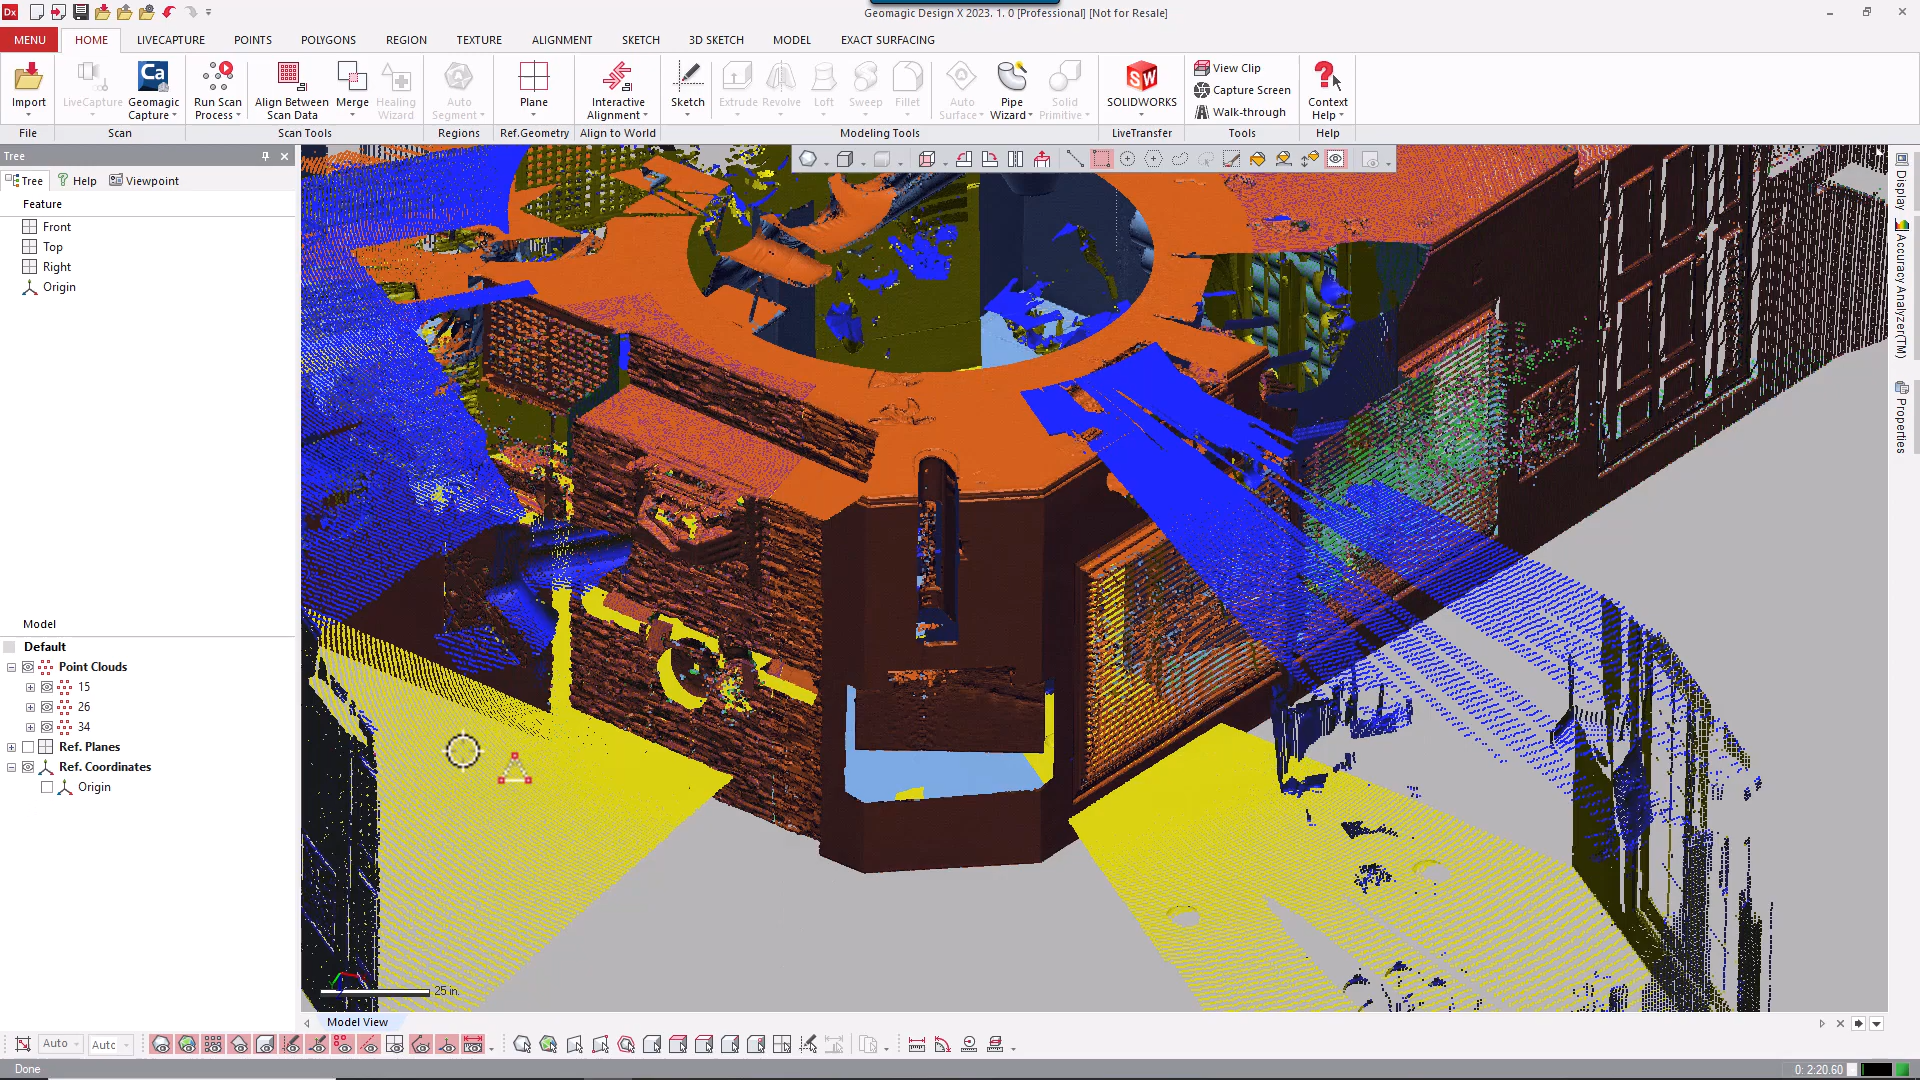 Dx
Geomagic Design X 2023. 1. 0 [Professional] [Not for Resale]
MENU HOME LIVECAPTURE POINTS POLYGONS REGION TEXTURE ALIGNMENT SKETCH 3D SKETCH MODEL EXACT SURFACING
Import
LiveCapture
Ca
Geomagic Capture
Run Scan Process
Align Between Scan Data
Merge
Healing Wizard
Auto Segment
Plane
Interactive Alignment
Sketch
Extrude
Revolve
Loft
Sweep
Fillet
Auto Surface
Pipe Wizard
Solid Primitive
SW
SOLIDWORKS
View Clip
Capture Screen
Walk-through
Context Help
File Scan Scan Tools Regions Ref.Geometry Align to World Modeling Tools LiveTransfer Tools Help
Tree
Tree Help Viewpoint
Feature
Front
Top
Right
Origin
Model
Default
Point Clouds
15
26
34
Ref. Planes
Ref. Coordinates
Origin
Display
Accuracy Analyzer(TM)
Properties
25 in.
Model View
Auto Auto
Done
0: 2:20.60